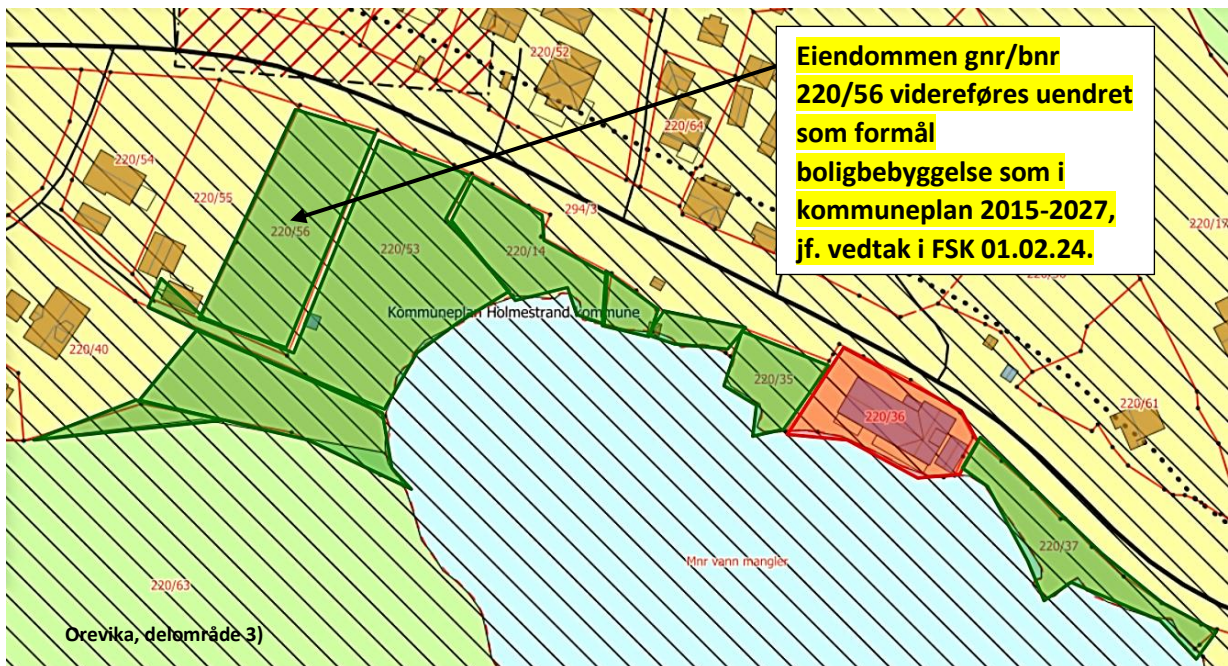 220/52
Eiendommen gnr/bnr
220/56 videreføres uendret
som formål
boligbebyggelse som i
kommuneplan 2015-2027,
jf. vedtak i FSK 01.02.24.
220/64
220/54
220/55
294/3
220/56
220/53
220/14
Kommuneplan Holmestrand kommune
220/40
220/35
220/36
220/61
220/37
Mnr vann mangler
220/63
Orevika, delområde 3)